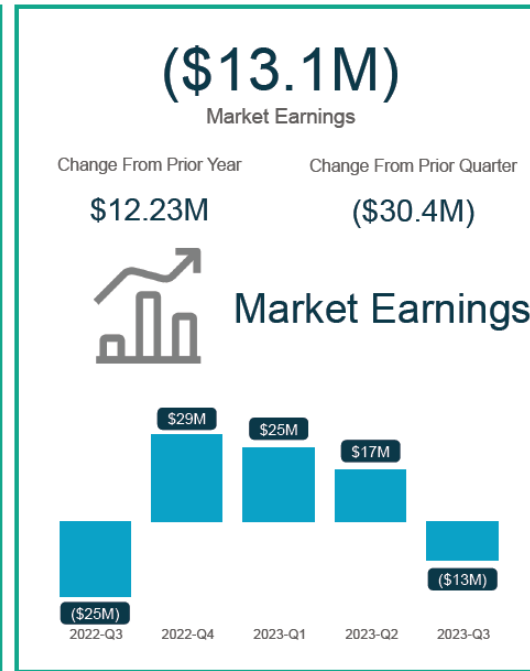 ($13.1M)
Market Earnings
Change From Prior Year
Change From Prior Quarter
$12.23M
($30.4M)
Market Earnings
$29M
$25M
$17M
($13M)
($25M)
2022-Q3 2022-Q4 2023-Q1 2023-Q2 2023-Q3